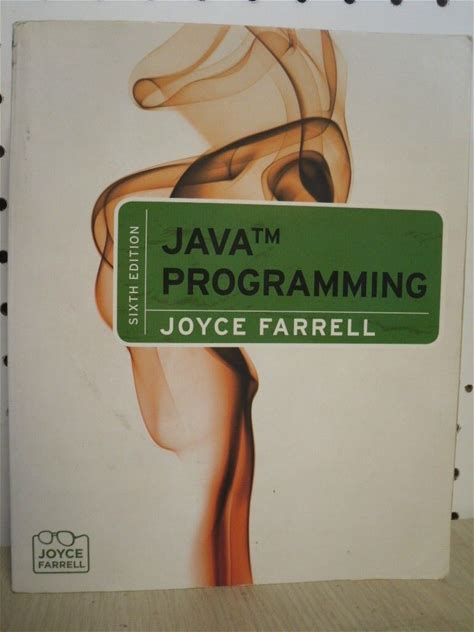 SIXTH EDITION
JAVA™
PROGRAMMING
JOYCE FARRELL
JOYCE
FARRELL